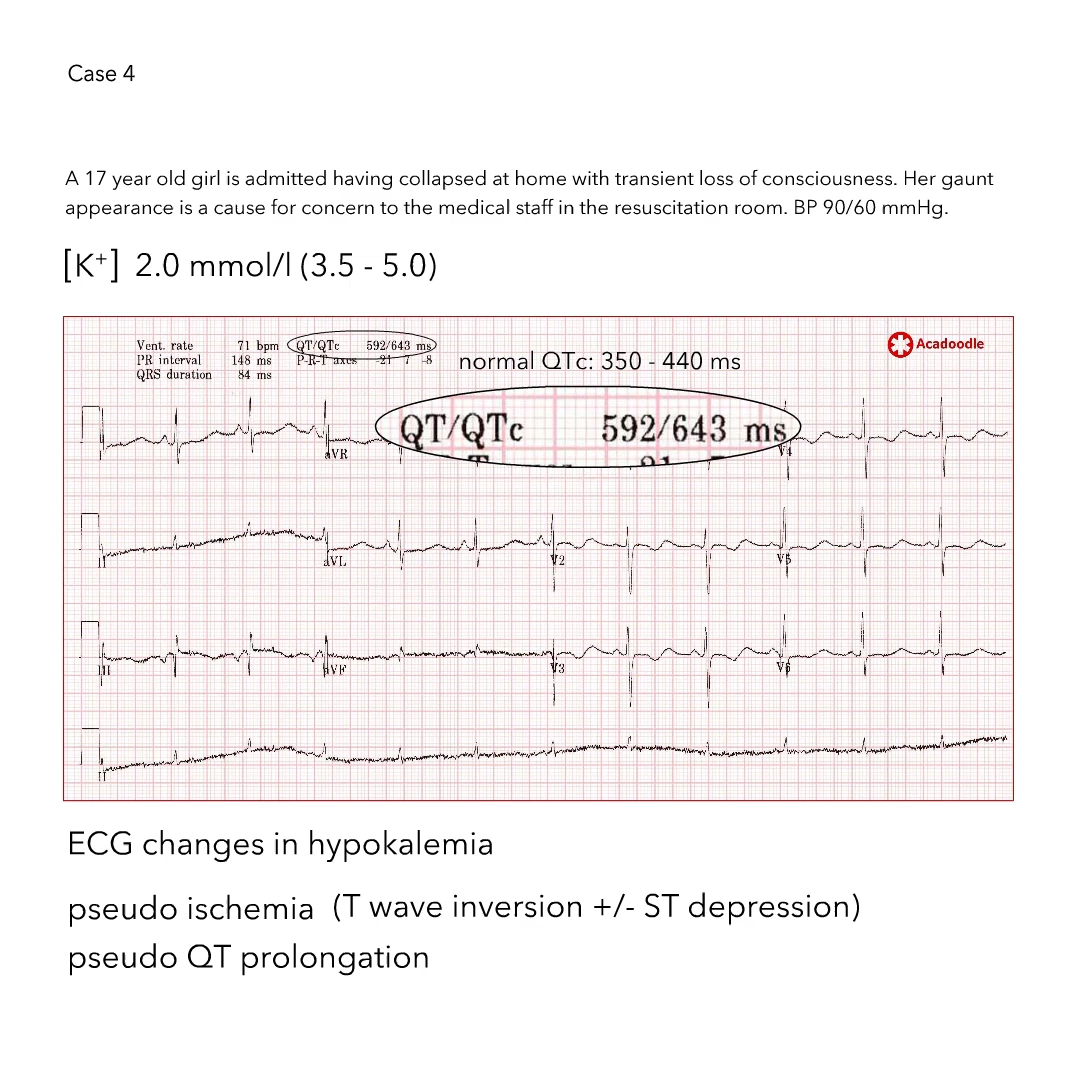 Case 4
A 17 year old girl is admitted having collapsed at home with transient loss of consciousness. Her gaunt
appearance is a cause for concern to the medical staff in the resuscitation room. BP 90/60 mmHg.
[K⁺] 2.0 mmol/l (3.5 - 5.0)
Vent. rate 71 bpm QT/QTc 592/643 ms
PR interval 148 ms P-R-T axes -21 7 -8
QRS duration 84 ms
normal QTc: 350 - 440 ms
Acadoodle
QT/QTc 592/643 ms
aVR V4
II aVL V2 V5
III aVF V3 V6
II
ECG changes in hypokalemia
pseudo ischemia (T wave inversion +/- ST depression)
pseudo QT prolongation